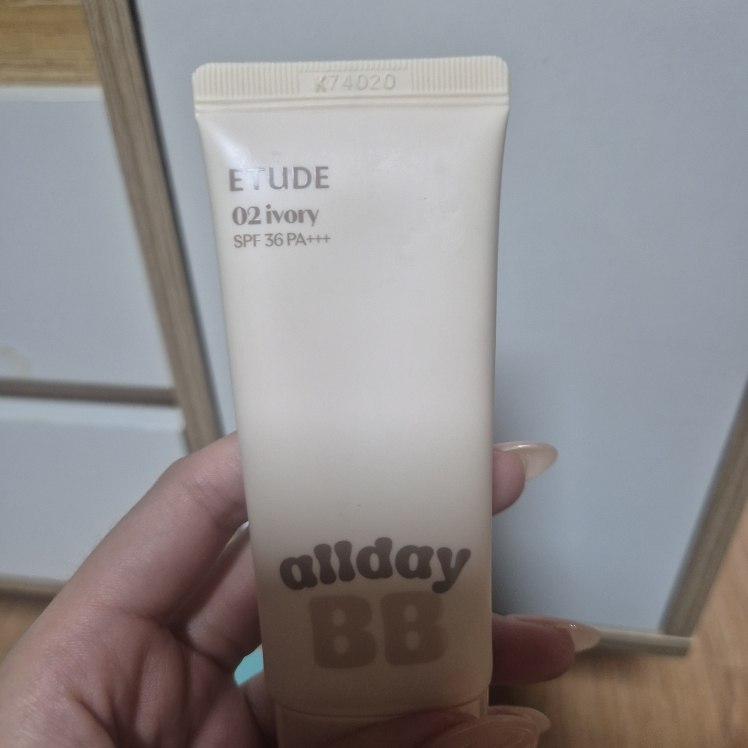 K74020
ETUDE
02 ivory
SPF 36 PA+++
allday
BB